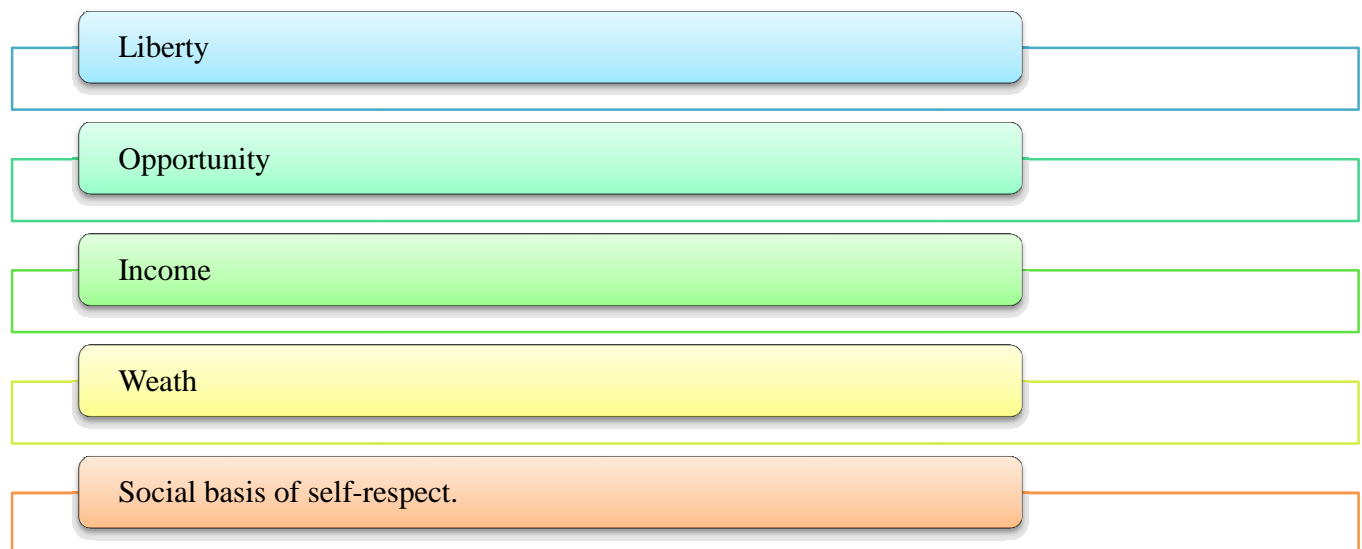 Liberty
Opportunity
Income
Weath
Social basis of self-respect.